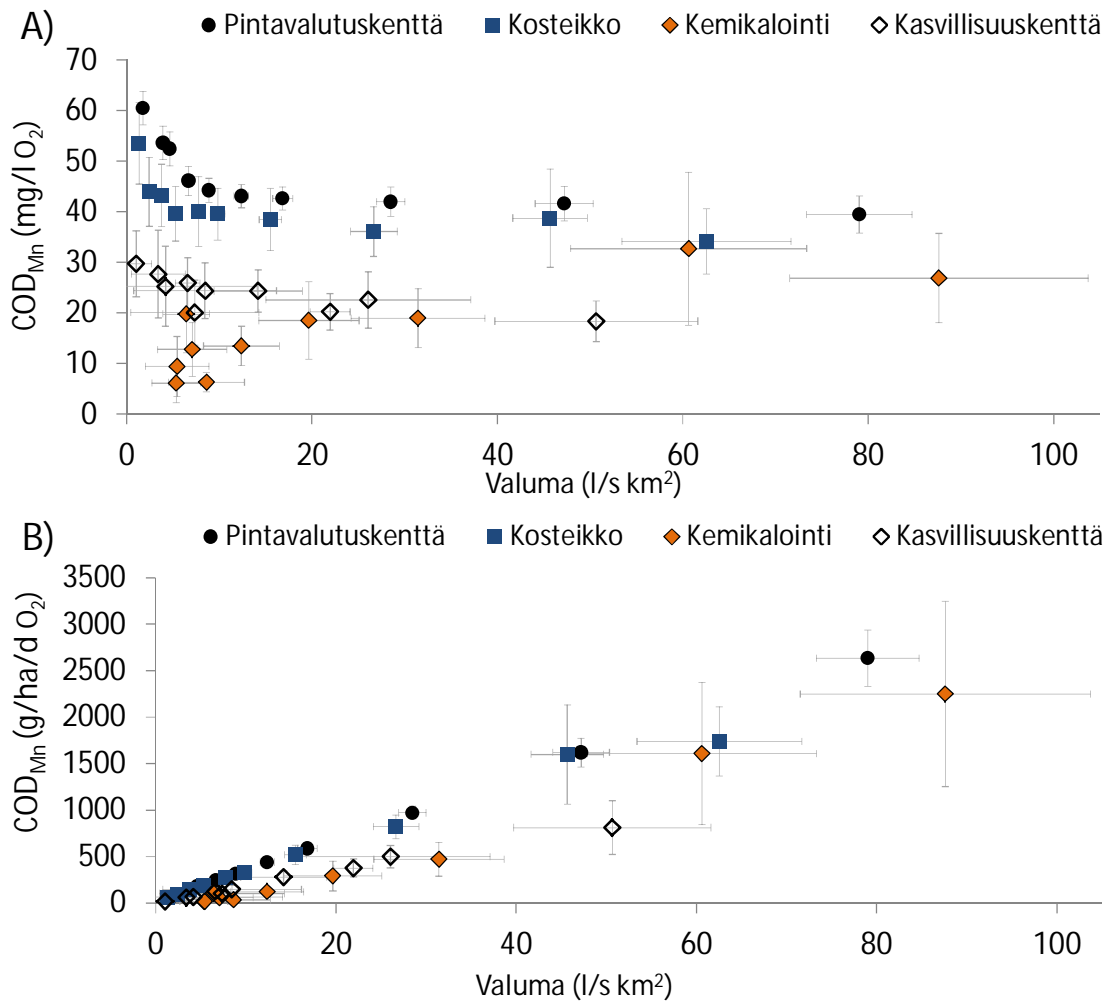 A)
Pintavalutuskenttä Kosteikko Kemikalointi Kasvillisuuskenttä
70
60
50
40
30
20
10
0
COD_Mn (mg/l O₂)
0 20 40 60 80 100
Valuma (l/s km²)
B)
Pintavalutuskenttä Kosteikko Kemikalointi Kasvillisuuskenttä
3500
3000
2500
2000
1500
1000
500
0
COD_Mn (g/ha/d O₂)
0 20 40 60 80 100
Valuma (l/s km²)